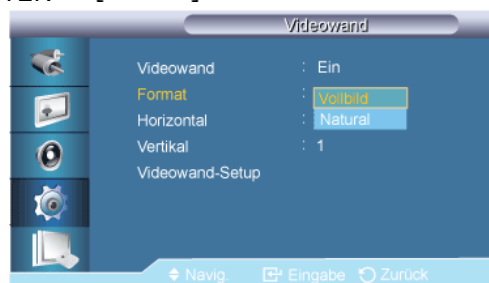 Videowand
Videowand : Ein
Format : Vollbild
Horizontal : Natural
Vertikal : 1
Videowand-Setup
Navig. Eingabe Zurück